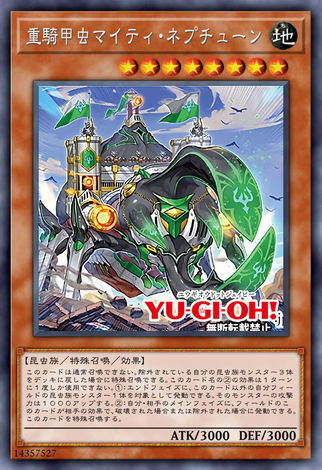 重騎甲虫マイティ・ネプチューン
地
ユウギオウドットジェイピー
YU-GI-OH!
無断転載禁止
【昆虫族／特殊召喚／効果】
このカードは通常召喚できない。除外されている自分の昆虫族モンスター３体
をデッキに戻した場合に特殊召喚できる。このカード名の②の効果は１ターン
に１度しか使用できない。①：エンドフェイズに、このカード以外の自分フィール
ドの昆虫族モンスター１体を対象として発動できる。そのモンスターの攻撃
力は１０００アップする。②：自分・相手のメインフェイズに、フィールドのこ
のカードが相手の効果で、破壊された場合または除外された場合に発動できる。
このカードを特殊召喚する。
ATK/3000 DEF/3000
14357527